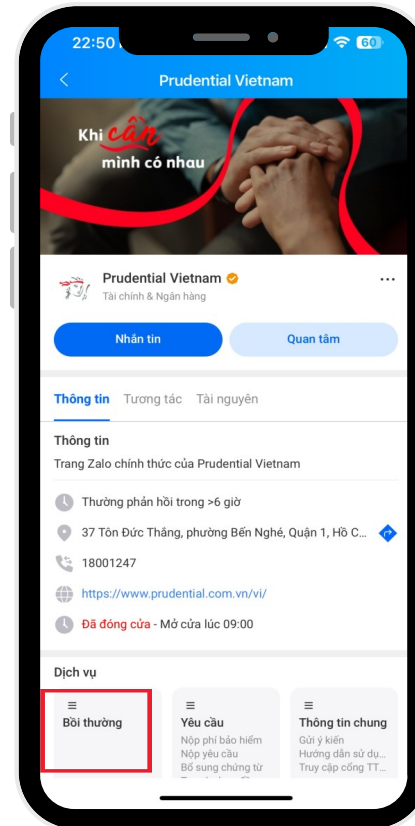 22:50
60
Prudential Vietnam
Khi cần
mình có nhau
Prudential Vietnam
Tài chính & Ngân hàng
Nhắn tin
Quan tâm
Thông tin Tương tác Tài nguyên
Thông tin
Trang Zalo chính thức của Prudential Vietnam
Thường phản hồi trong >6 giờ
37 Tôn Đức Thắng, phường Bến Nghé, Quận 1, Hồ C...
18001247
https://www.prudential.com.vn/vi/
Đã đóng cửa - Mở cửa lúc 09:00
Dịch vụ
Bồi thường
Yêu cầu
Nộp phí bảo hiểm
Nộp yêu cầu
Bổ sung chứng từ
Thông tin chung
Gửi ý kiến
Hướng dẫn sử dụ...
Truy cập cổng TT...